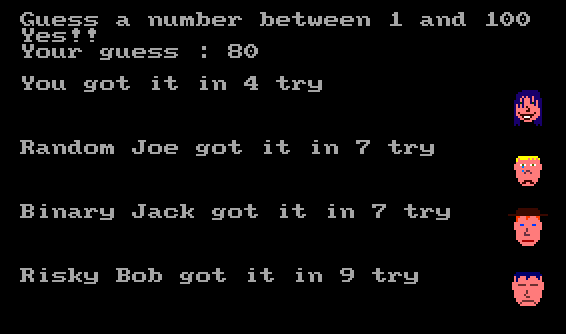 Guess a number between 1 and 100
Yes!!
Your guess : 80
You got it in 4 try
Random Joe got it in 7 try
Binary Jack got it in 7 try
Risky Bob got it in 9 try